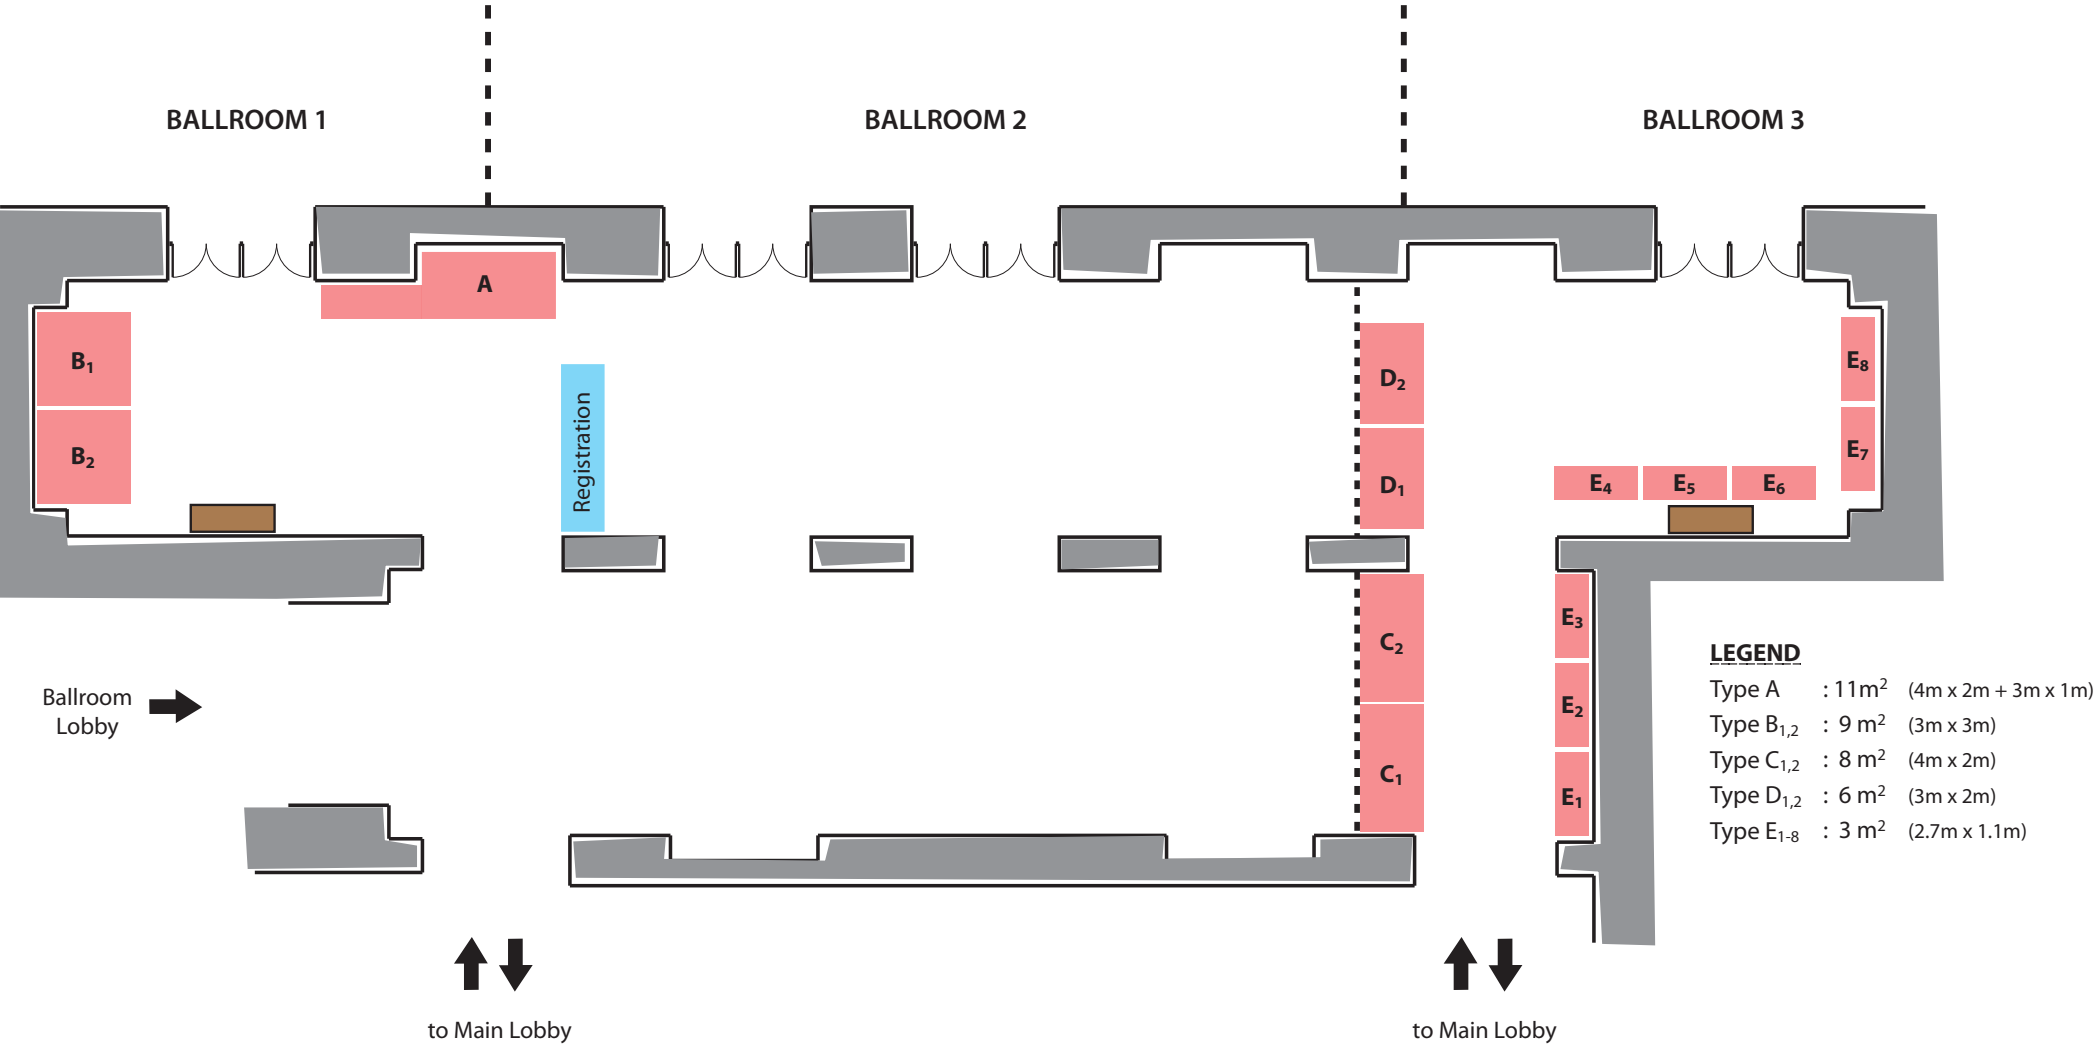 BALLROOM 1
BALLROOM 2
BALLROOM 3
A
B1
B2
Registration
D2
D1
C2
C1
E8
E7
E4
E5
E6
E3
E2
E1
Ballroom
Lobby
LEGEND
Type A : 11m² (4m x 2m + 3m x 1m)
Type B1,2 : 9 m² (3m x 3m)
Type C1,2 : 8 m² (4m x 2m)
Type D1,2 : 6 m² (3m x 2m)
Type E1-8 : 3 m² (2.7m x 1.1m)
to Main Lobby
to Main Lobby